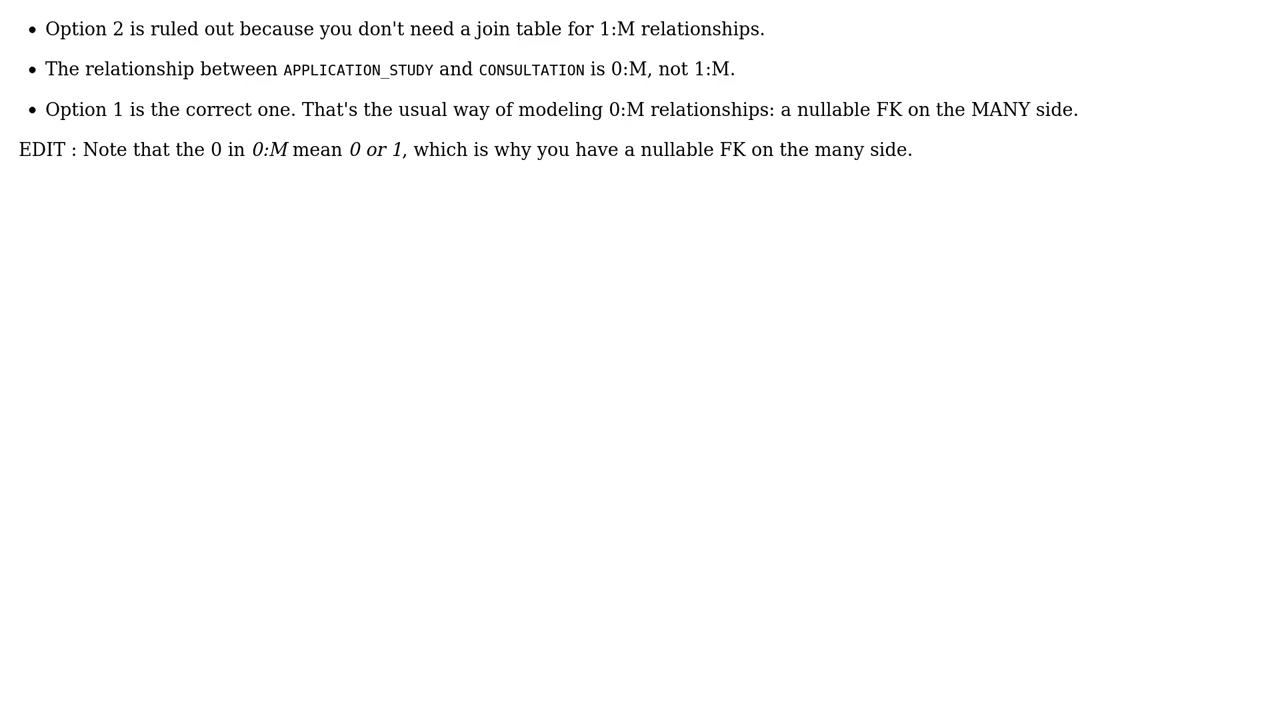 Option 2 is ruled out because you don't need a join table for 1:M relationships.
The relationship between APPLICATION_STUDY and CONSULTATION is 0:M, not 1:M.
Option 1 is the correct one. That's the usual way of modeling 0:M relationships: a nullable FK on the MANY side.
EDIT : Note that the 0 in 0:M mean 0 or 1, which is why you have a nullable FK on the many side.